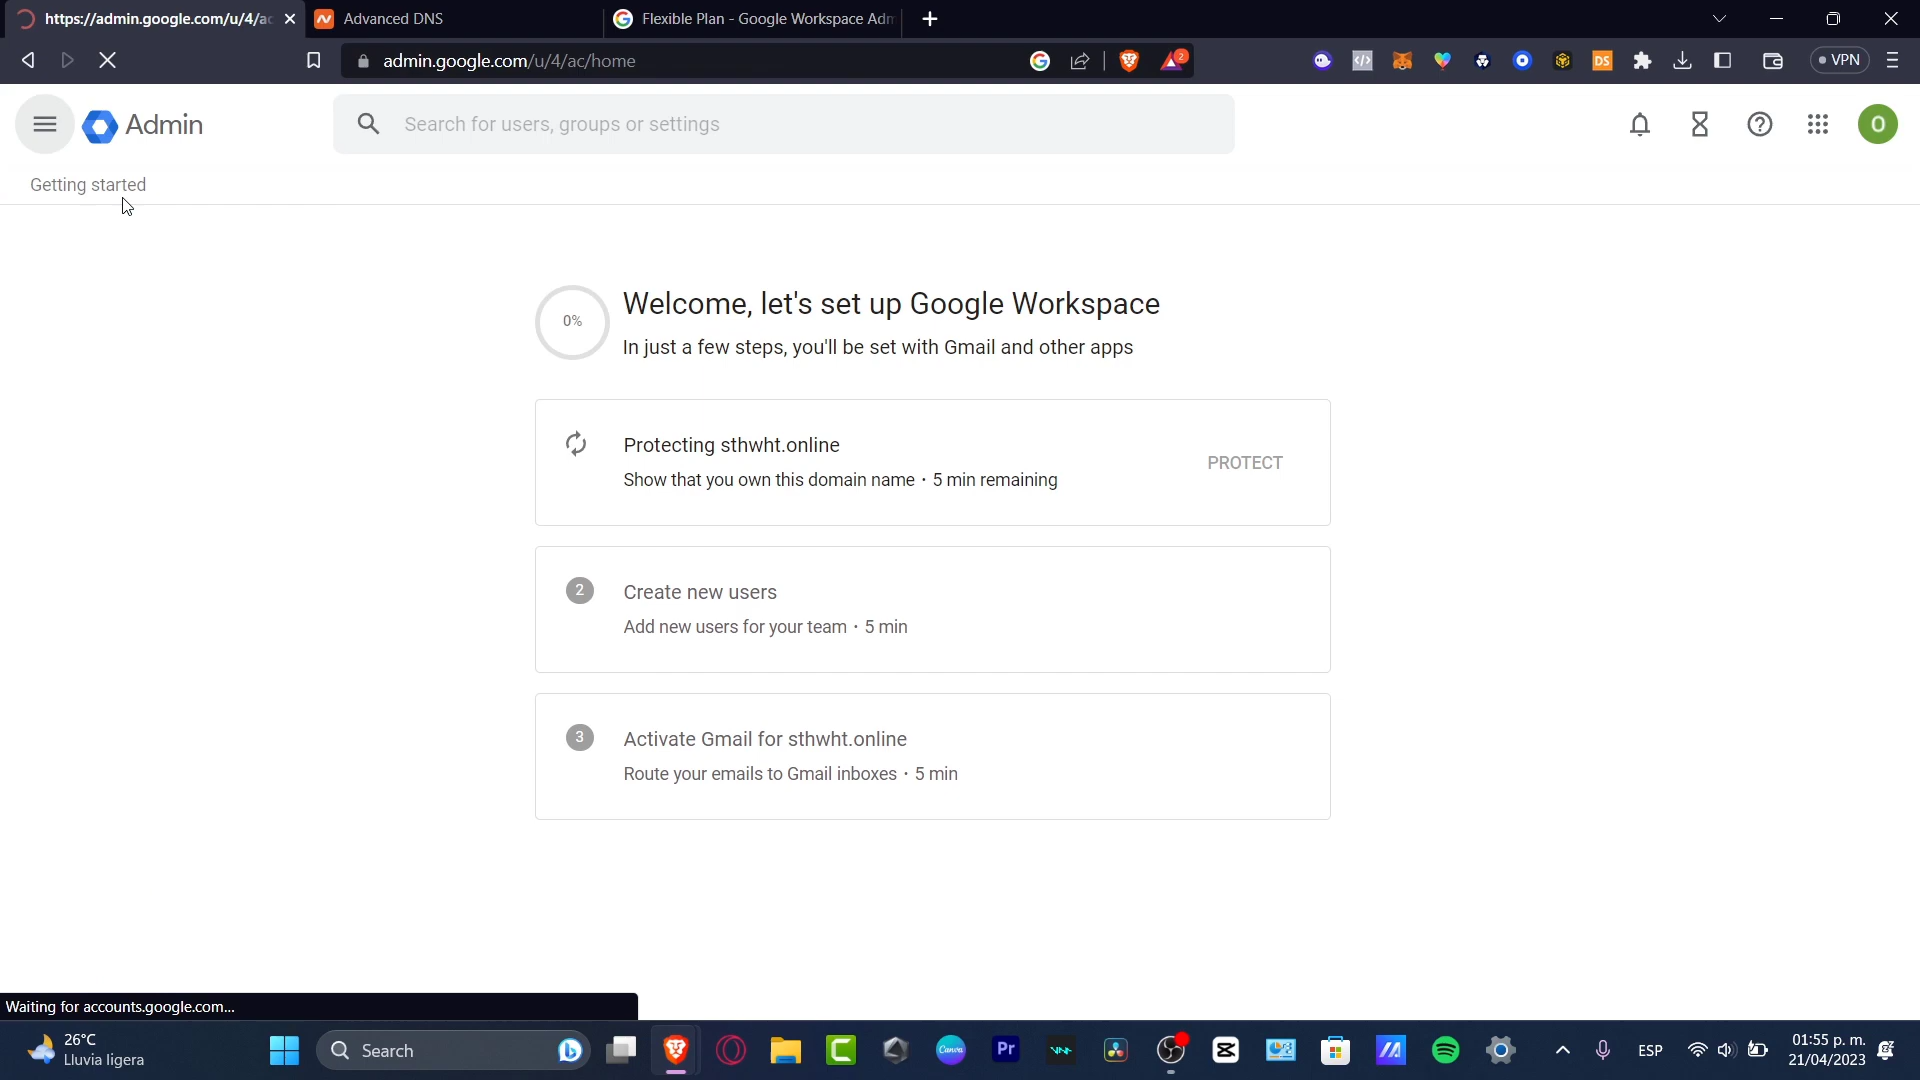 https://admin.google.com/u/4/ac
Advanced DNS
Flexible Plan - Google Workspace Adm
admin.google.com/u/4/ac/home
2
DS
VPN
Admin
Search for users, groups or settings
O
Getting started
0%
Welcome, let's set up Google Workspace
In just a few steps, you'll be set with Gmail and other apps
Protecting sthwht.online
Show that you own this domain name · 5 min remaining
PROTECT
2
Create new users
Add new users for your team · 5 min
3
Activate Gmail for sthwht.online
Route your emails to Gmail inboxes · 5 min
Waiting for accounts.google.com...
26°C
Lluvia ligera
Search
Canva
Pr
ESP
01:55 p. m.
21/04/2023